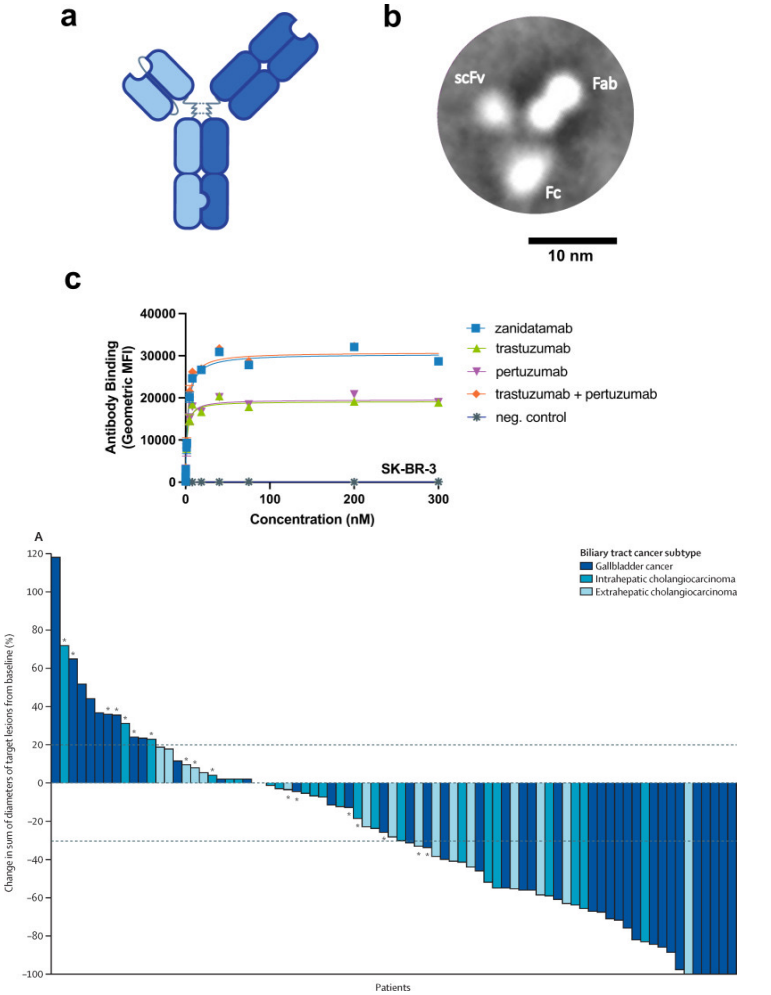 a
b
scFv
Fab
Fc
10 nm
c
40000
30000
20000
10000
0
Antibody Binding
(Geometric MFI)
0
100
200
300
Concentration (nM)
SK-BR-3
zanidatamab
trastuzumab
pertuzumab
trastuzumab + pertuzumab
neg. control
A
120
100
80
60
40
20
0
−20
−40
−60
−80
−100
Change in sum of diameters of target lesions from baseline (%)
Biliary tract cancer subtype
Gallbladder cancer
Intrahepatic cholangiocarcinoma
Extrahepatic cholangiocarcinoma
Patients